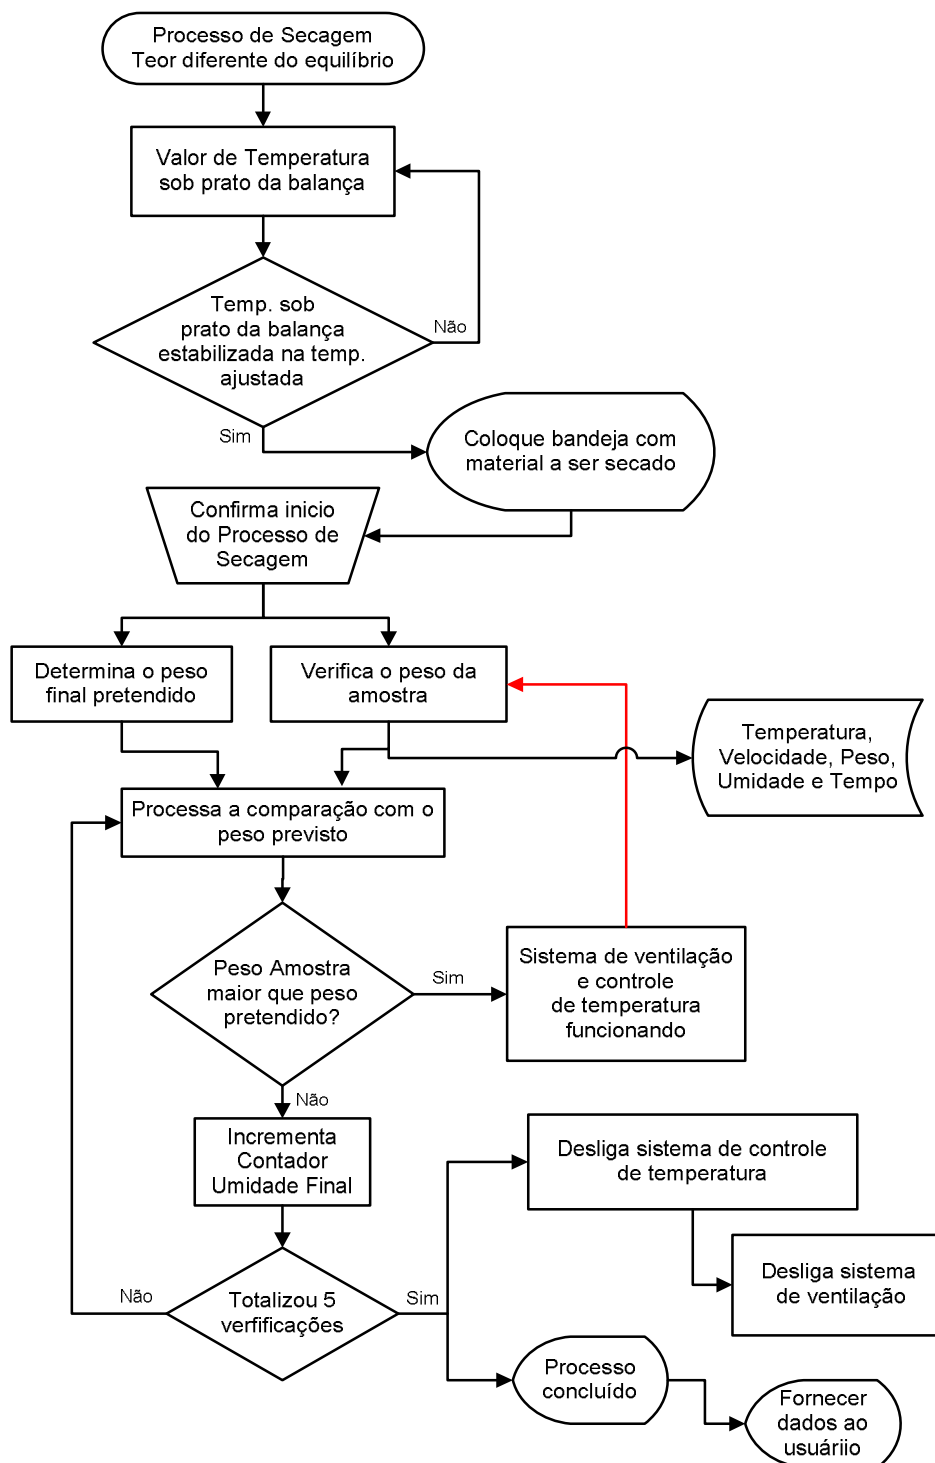 Processo de Secagem
Teor diferente do equilíbrio
Valor de Temperatura
sob prato da balança
Temp. sob
prato da balança
estabilizada na temp.
ajustada
Não
Sim
Coloque bandeja com
material a ser secado
Confirma inicio
do Processo de
Secagem
Determina o peso
final pretendido
Verifica o peso da
amostra
Temperatura,
Velocidade, Peso,
Umidade e Tempo
Processa a comparação com o
peso previsto
Peso Amostra
maior que peso
pretendido?
Sim
Sistema de ventilação
e controle
de temperatura
funcionando
Não
Incrementa
Contador
Umidade Final
Desliga sistema de controle
de temperatura
Desliga sistema
de ventilação
Totalizou 5
verfificações
Não
Sim
Processo
concluído
Fornecer
dados ao
usuáriio